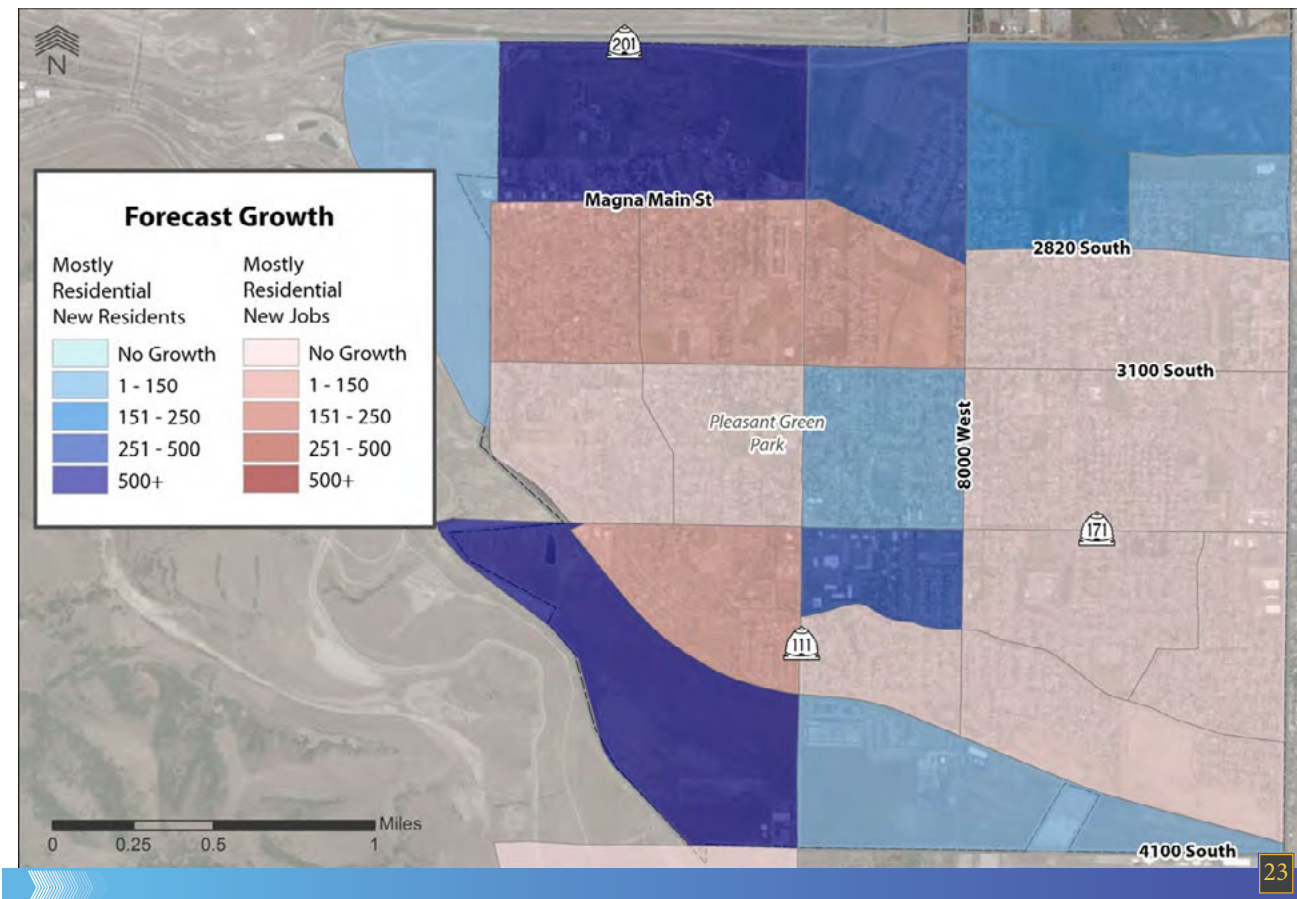 N
201
Magna Main St
2820 South
3100 South
Pleasant Green
Park
8000 West
171
111
4100 South
Forecast Growth
Mostly
Residential
New Residents
No Growth
1 - 150
151 - 250
251 - 500
500+
Mostly
Residential
New Jobs
No Growth
1 - 150
151 - 250
251 - 500
500+
0 0.25 0.5 1 Miles
23